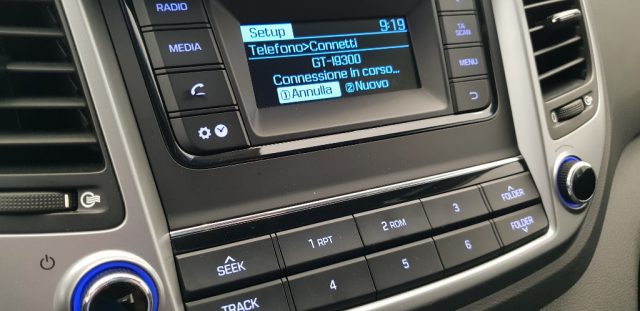 RADIO
MEDIA
Setup 9:19
Telefono>Connetti
GT-I9300
Connessione in corso...
①Annulla ②Nuovo
TA
SCAN
MENU
SEEK
TRACK
1 RPT
2 RDM
3
4
5
6
FOLDER
FOLDER